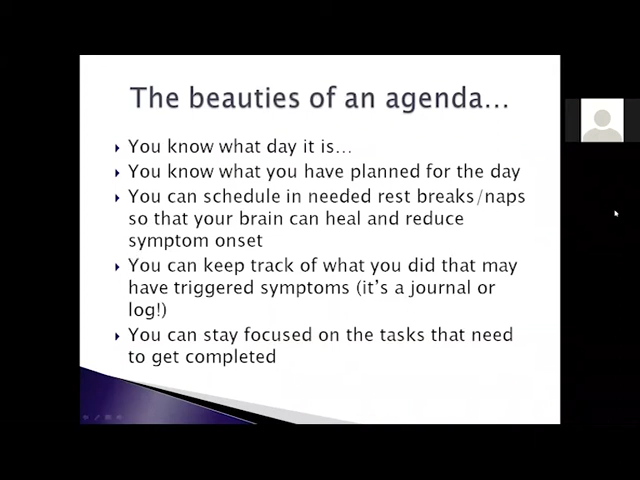 The beauties of an agenda...
You know what day it is...
You know what you have planned for the day
You can schedule in needed rest breaks/naps
so that your brain can heal and reduce
symptom onset
You can keep track of what you did that may
have triggered symptoms (it's a journal or
log!)
You can stay focused on the tasks that need
to get completed